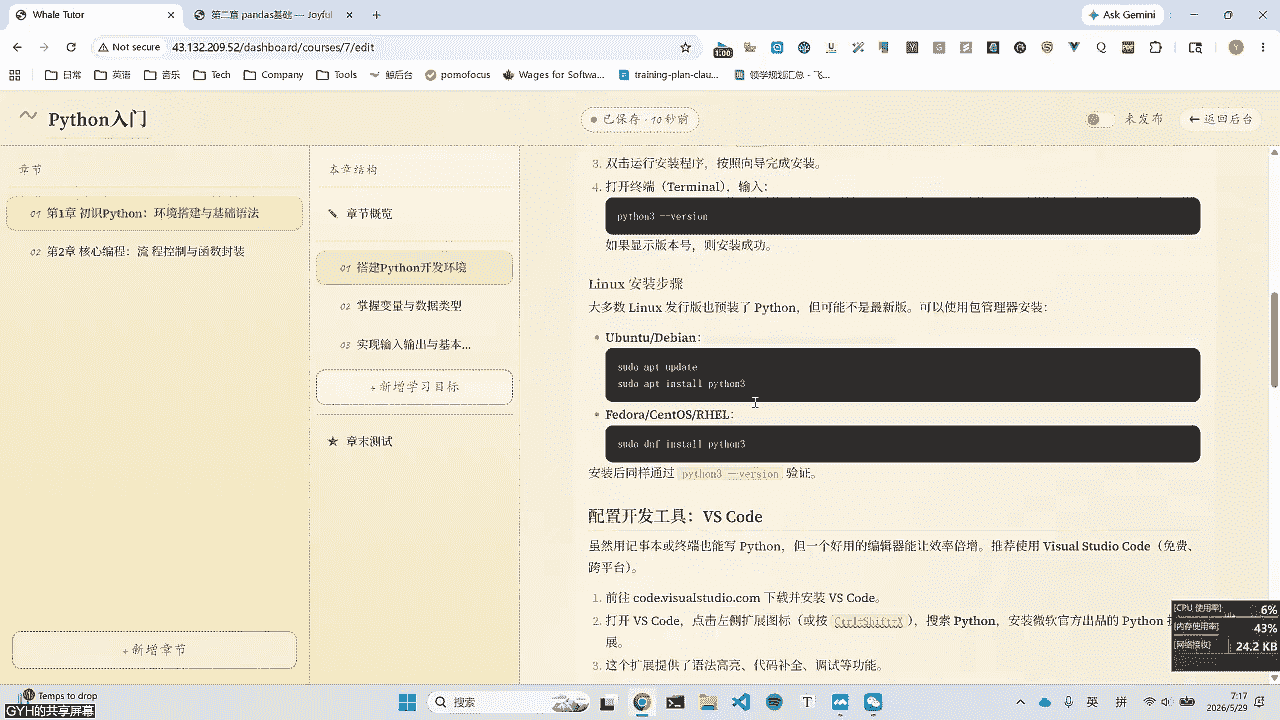 Whale Tutor
第二章 pandas基础 — Joyful
Ask Gemini
Not secure
43.132.209.52/dashboard/courses/7/edit
1:00
日常
英语
音乐
Tech
Company
Tools
鲸后台
pomofocus
Wages for Softwa...
training-plan-clau...
领学规划汇总 - 飞...
Python入门
已保存 · 10 秒前
未发布
← 返回后台
章节
01 第1章 初识Python：环境搭建与基础语法
02 第2章 核心编程：流 程控制与函数封装
+ 新增章节
本章结构
章节概览
01 搭建Python开发环境
02 掌握变量与数据类型
03 实现输入输出与基本...
+ 新增学习目标
章末测试
3. 双击运行安装程序，按照向导完成安装。
4. 打开终端（Terminal），输入：
python3 --version
如果显示版本号，则安装成功。
Linux 安装步骤
大多数 Linux 发行版也预装了 Python，但可能不是最新版。可以使用包管理器安装：
Ubuntu/Debian：
sudo apt update
sudo apt install python3
Fedora/CentOS/RHEL：
sudo dnf install python3
安装后同样通过 python3 --version 验证。
配置开发工具：VS Code
虽然用记事本或终端也能写 Python，但一个好用的编辑器能让效率倍增。推荐使用 Visual Studio Code（免费、
跨平台）。
1. 前往 code.visualstudio.com 下载并安装 VS Code。
2. 打开 VS Code，点击左侧扩展图标（或按 Ctrl+Shift+X ），搜索 Python，安装微软官方出品的 Python
展。
3. 这个扩展提供了语法高亮、代码补全、调试等功能。
[CPU 使用率] 6%
[内存使用率] 43%
[网络接收] 24.2 KB
Temps to drop
GYH的共享屏幕
搜索
英
拼
7:17
2026/5/29